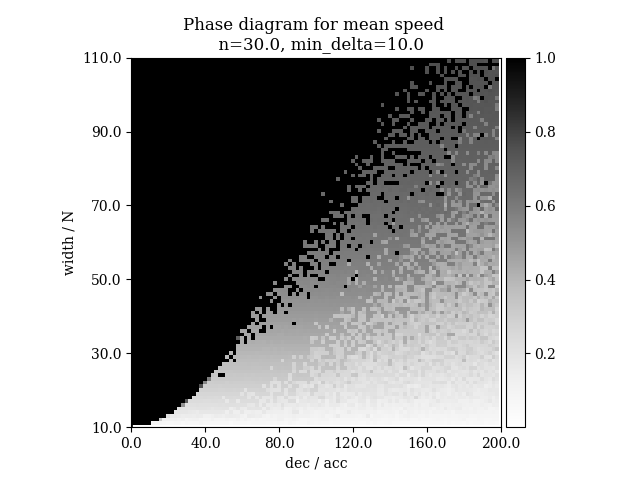 Phase diagram for mean speed
n=30.0, min_delta=10.0
110.0
90.0
70.0
50.0
30.0
10.0
width / N
0.0 40.0 80.0 120.0 160.0 200.0
dec / acc
1.0
0.8
0.6
0.4
0.2